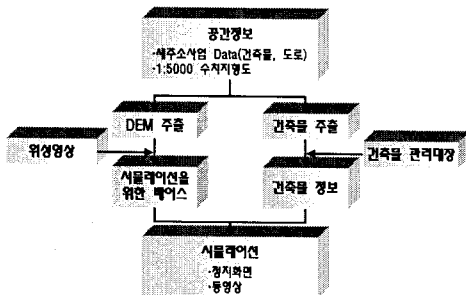 공간정보
·새주소사업 Data(건축물, 도로)
·1:5000 수치지형도
DEM 추출
건축물 추출
위성영상
건축물 관리대장
시뮬레이션을
위한 베이스
건축물 정보
시뮬레이션
·정지화면
·동영상